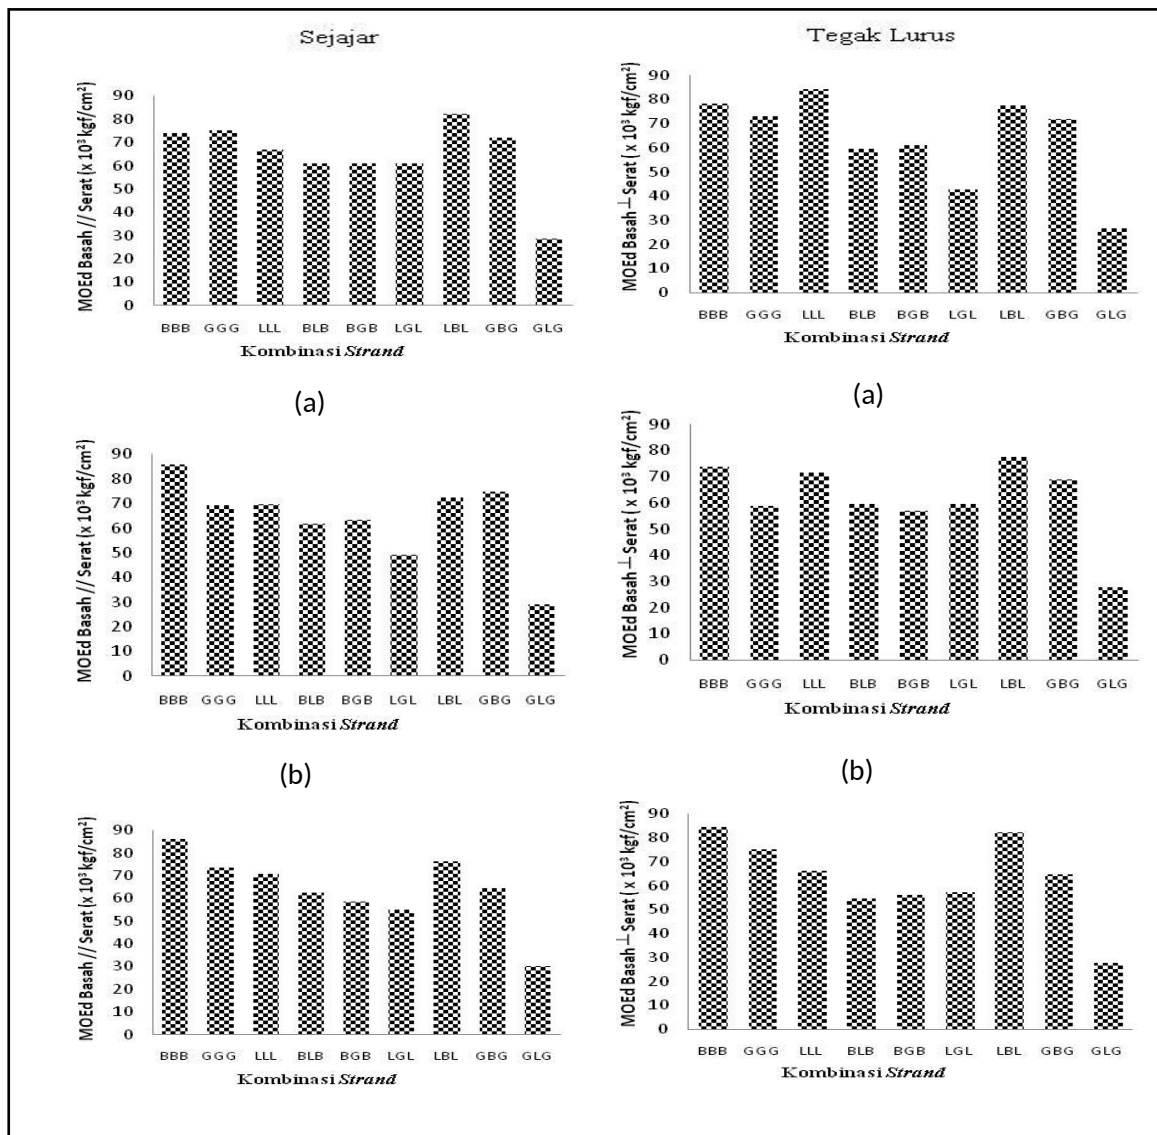 Sejajar
Tegak Lurus
MOEd Basah // Serat (x 10³ kgf/cm²)
90
80
70
60
50
40
30
20
10
0
BBB GGG LLL BLB BGB LGL LBL GBG GLG
Kombinasi Strand
(a)
MOEd Basah ┴ Serat ( x 10³ kgf/cm²)
90
80
70
60
50
40
30
20
10
0
BBB GGG LLL BLB BGB LGL LBL GBG GLG
Kombinasi Strand
(a)
MOEd Basah // Serat (x 10³ kgf/cm²)
90
80
70
60
50
40
30
20
10
0
BBB GGG LLL BLB BGB LGL LBL GBG GLG
Kombinasi Strand
(b)
MOEd Basah ┴ Serat ( x 10³ kgf/cm²)
90
80
70
60
50
40
30
20
10
0
BBB GGG LLL BLB BGB LGL LBL GBG GLG
Kombinasi Strand
(b)
MOEd Basah // Serat (x 10³ kgf/cm²)
90
80
70
60
50
40
30
20
10
0
BBB GGG LLL BLB BGB LGL LBL GBG GLG
Kombinasi Strand
MOEd Basah ┴ Serat ( x 10³ kgf/cm²)
90
80
70
60
50
40
30
20
10
0
BBB GGG LLL BLB BGB LGL LBL GBG GLG
Kombinasi Strand